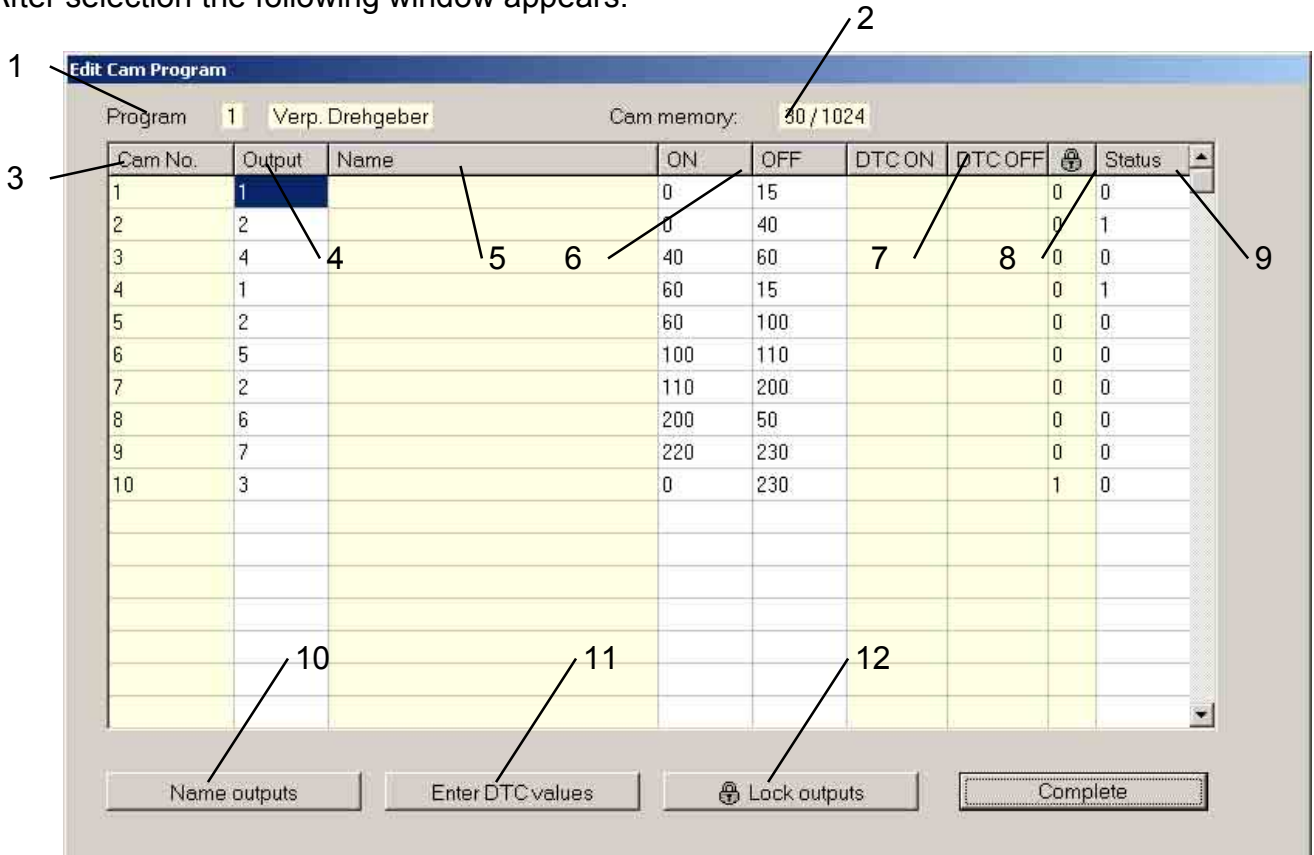 After selection the following window appears:
2
1
Edit Cam Program
Program 1 Verp. Drehgeber Cam memory: 30 / 1024
3
Cam No. Output Name ON OFF DTC ON DTC OFF Status
1 1 0 15 0 0
2 2 0 40 0 1
4 5 6 7 8 9
3 4 40 60 0 0
4 1 60 15 0 1
5 2 60 100 0 0
6 5 100 110 0 0
7 2 110 200 0 0
8 6 200 50 0 0
9 7 220 230 0 0
10 3 0 230 1 0
10 11 12
Name outputs Enter DTC values Lock outputs Complete